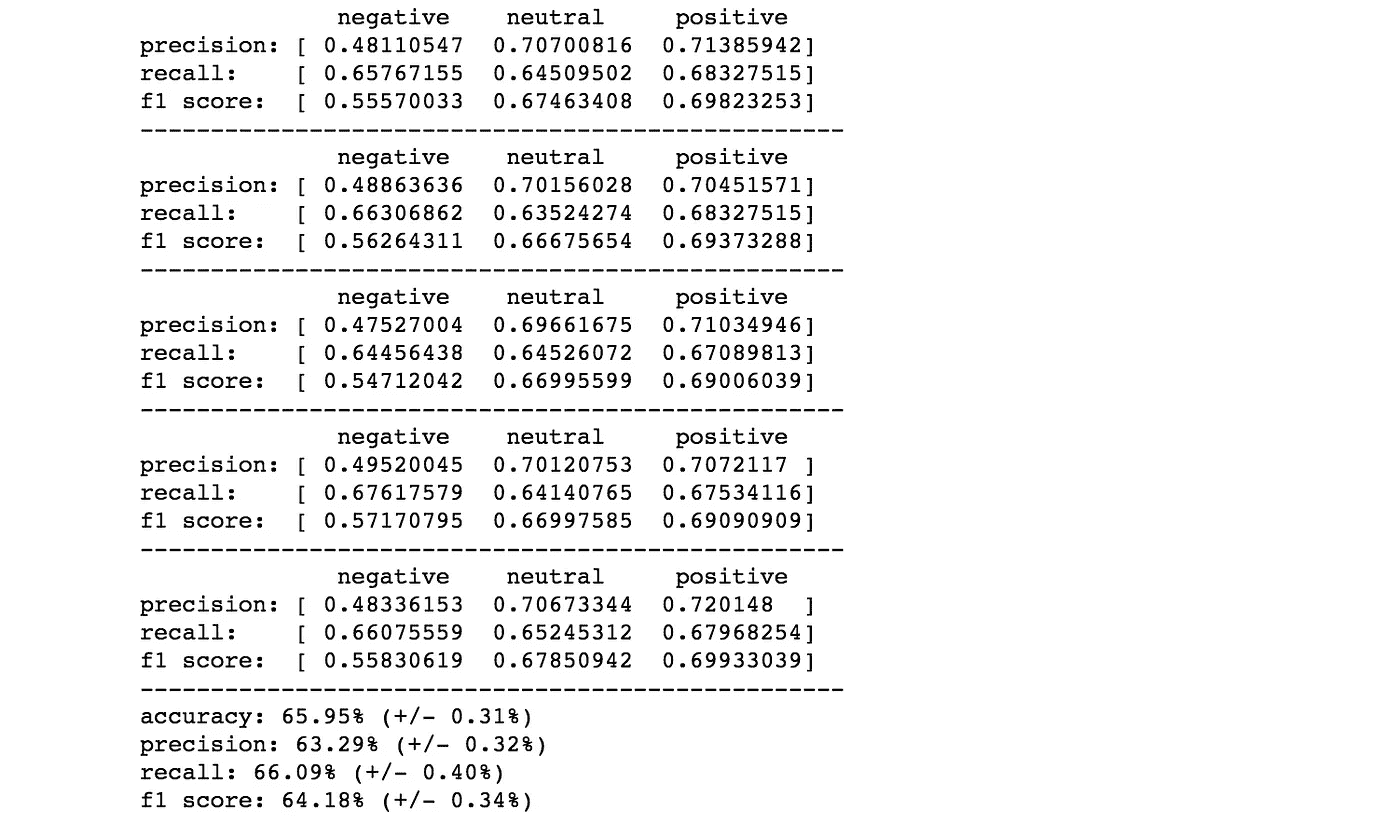 negative neutral positive
precision: [ 0.48110547 0.70700816 0.71385942]
recall: [ 0.65767155 0.64509502 0.68327515]
f1 score: [ 0.55570033 0.67463408 0.69823253]
--------------------------------------------------
negative neutral positive
precision: [ 0.48863636 0.70156028 0.70451571]
recall: [ 0.66306862 0.63524274 0.68327515]
f1 score: [ 0.56264311 0.66675654 0.69373288]
--------------------------------------------------
negative neutral positive
precision: [ 0.47527004 0.69661675 0.71034946]
recall: [ 0.64456438 0.64526072 0.67089813]
f1 score: [ 0.54712042 0.66995599 0.69006039]
--------------------------------------------------
negative neutral positive
precision: [ 0.49520045 0.70120753 0.7072117 ]
recall: [ 0.67617579 0.64140765 0.67534116]
f1 score: [ 0.57170795 0.66997585 0.69090909]
--------------------------------------------------
negative neutral positive
precision: [ 0.48336153 0.70673344 0.720148 ]
recall: [ 0.66075559 0.65245312 0.67968254]
f1 score: [ 0.55830619 0.67850942 0.69933039]
--------------------------------------------------
accuracy: 65.95% (+/- 0.31%)
precision: 63.29% (+/- 0.32%)
recall: 66.09% (+/- 0.40%)
f1 score: 64.18% (+/- 0.34%)